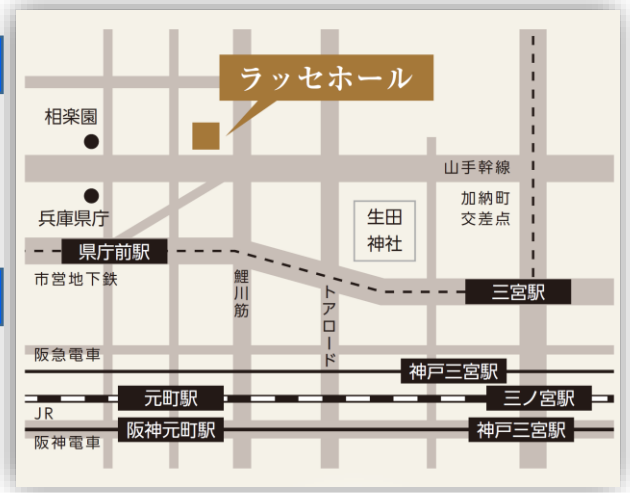 ラッセホール
相楽園
山手幹線
兵庫県庁
加納町
交差点
生田
神社
県庁前駅
市営地下鉄
鯉川筋
トアロード
三宮駅
阪急電車
神戸三宮駅
元町駅
三ノ宮駅
JR
阪神元町駅
神戸三宮駅
阪神電車